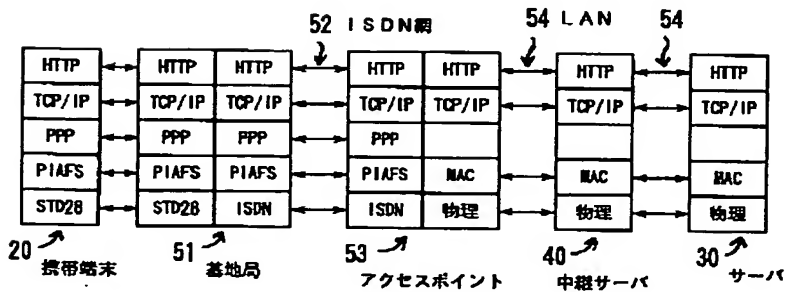 52 ISDN網 54 LAN 54
HTTP HTTP HTTP HTTP HTTP HTTP HTTP
TCP/IP TCP/IP TCP/IP TCP/IP TCP/IP TCP/IP TCP/IP
PPP PPP PPP PPP
PIAFS PIAFS PIAFS PIAFS MAC MAC MAC
STD28 STD28 ISDN ISDN 物理 物理 物理
20 51 53 40 30
携帯端末 基地局 アクセスポイント 中継サーバ サーバ